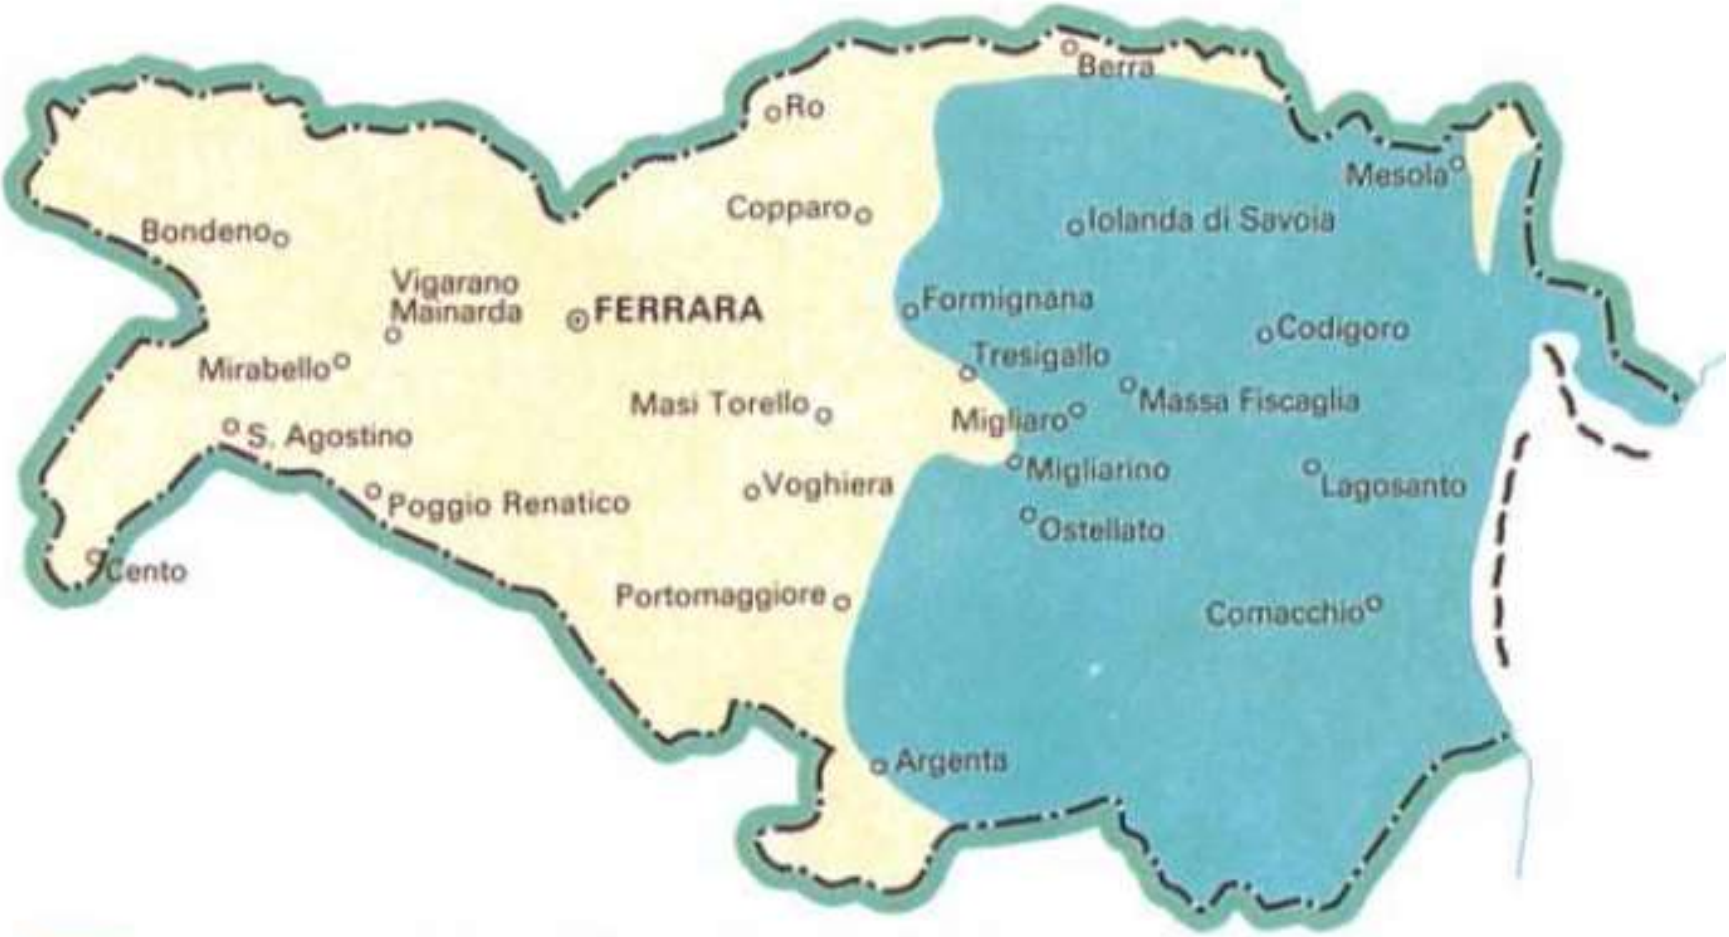 Berra
Ro
Mesola
Copparo
Iolanda di Savoia
Bondeno
Vigarano
Mainarda
FERRARA
Formignana
Codigoro
Tresigallo
Mirabello
Massa Fiscaglia
Masi Torello
Migliaro
S. Agostino
Migliarino
Lagosanto
Voghiera
Poggio Renatico
Ostellato
Cento
Portomaggiore
Comacchio
Argenta